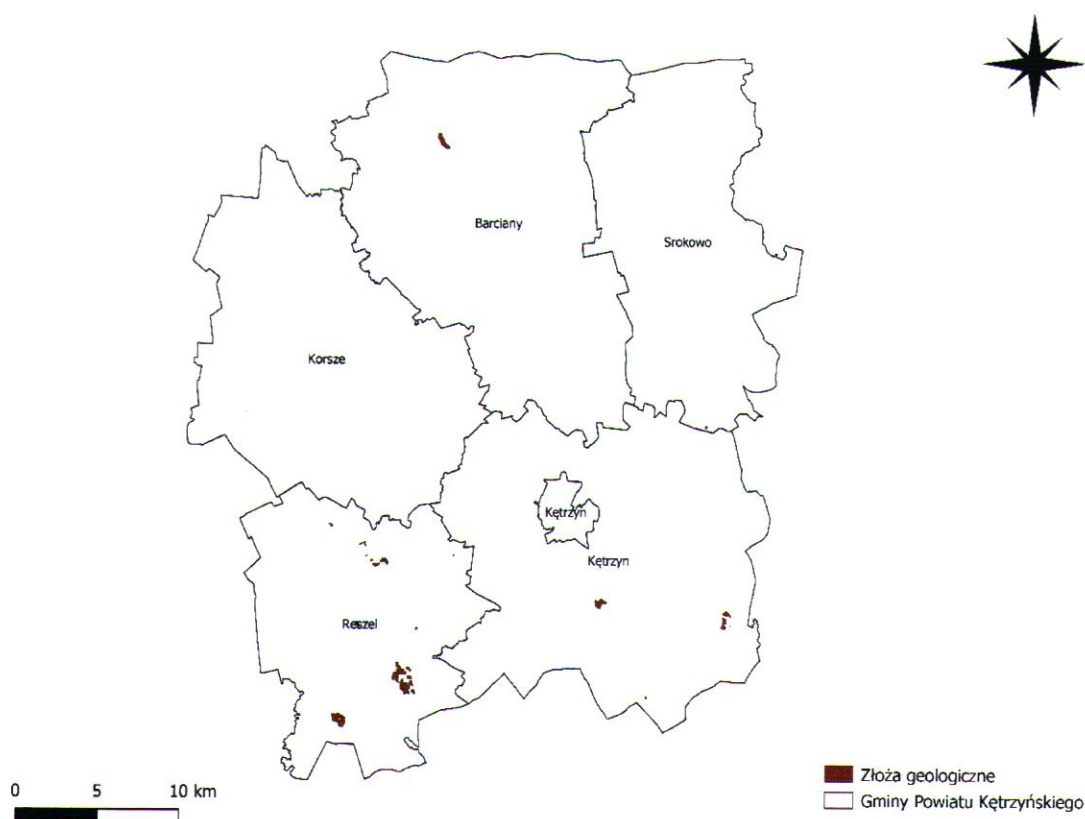 Barciany
Srokowo
Korsze
Kętrzyn
Kętrzyn
Reszel
0 5 10 km
Złoża geologiczne
Gminy Powiatu Kętrzyńskiego